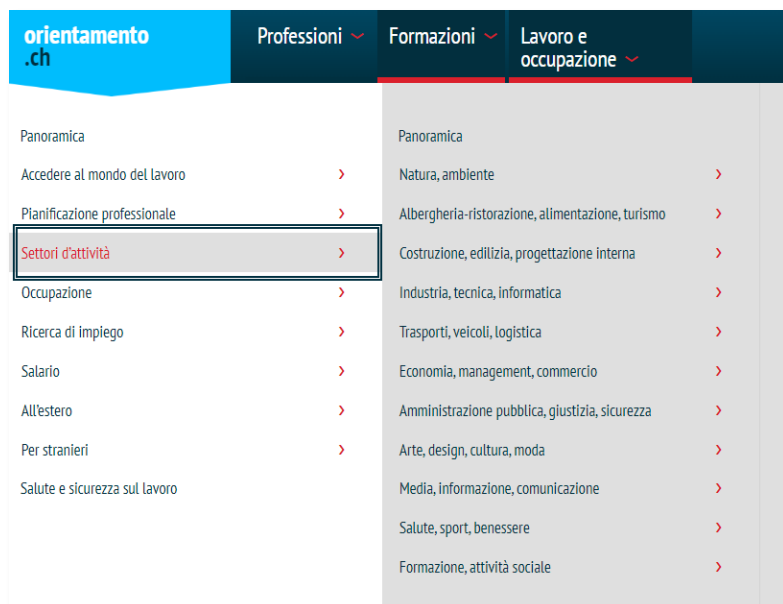 orientamento
.ch
Professioni
Formazioni
Lavoro e
occupazione
Panoramica
Accedere al mondo del lavoro
Pianificazione professionale
Settori d'attività
Occupazione
Ricerca di impiego
Salario
All'estero
Per stranieri
Salute e sicurezza sul lavoro
Panoramica
Natura, ambiente
Albergheria-ristorazione, alimentazione, turismo
Costruzione, edilizia, progettazione interna
Industria, tecnica, informatica
Trasporti, veicoli, logistica
Economia, management, commercio
Amministrazione pubblica, giustizia, sicurezza
Arte, design, cultura, moda
Media, informazione, comunicazione
Salute, sport, benessere
Formazione, attività sociale